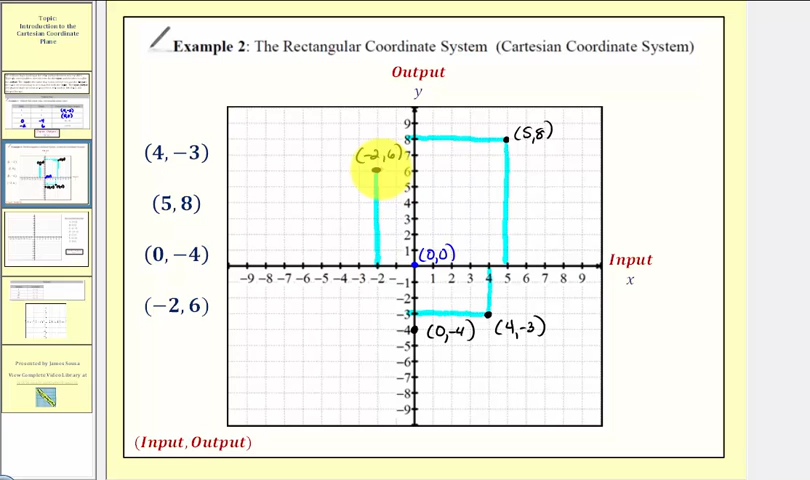 Topic:
Introduction to the
Cartesian Coordinate
Plane
Presented by James Sousa
View Complete Video Library at
Example 2: The Rectangular Coordinate System (Cartesian Coordinate System)
Output
y
(4, −3)
(5, 8)
(0, −4)
(−2, 6)
(−2,6)
(5,8)
(0,0)
(0,-4)
(4,-3)
9
8
7
6
5
4
3
2
1
−9 −8 −7 −6 −5 −4 −3 −2 −1 1 2 3 4 5 6 7 8 9
−1
−2
−3
−4
−5
−6
−7
−8
−9
Input
x
(Input, Output)